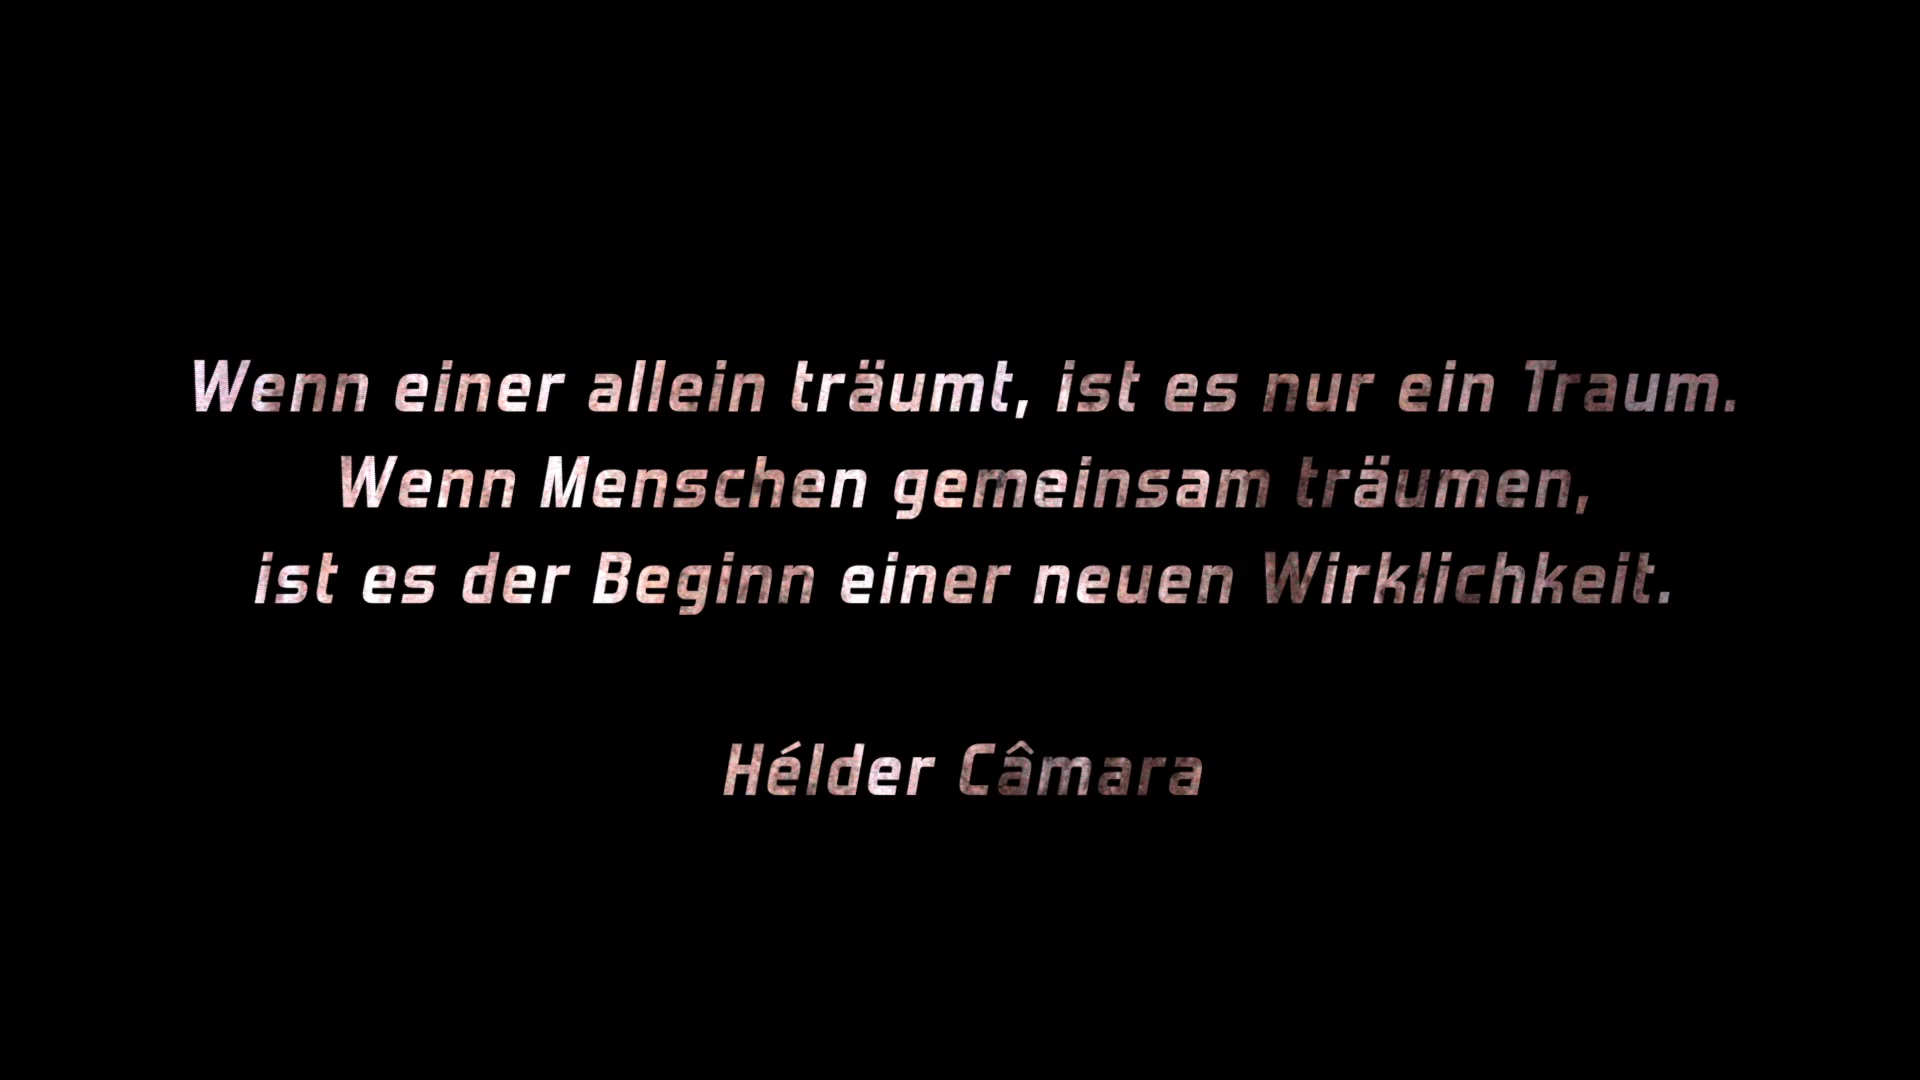 Wenn einer allein träumt, ist es nur ein Traum.
Wenn Menschen gemeinsam träumen,
ist es der Beginn einer neuen Wirklichkeit.
Hélder Câmara